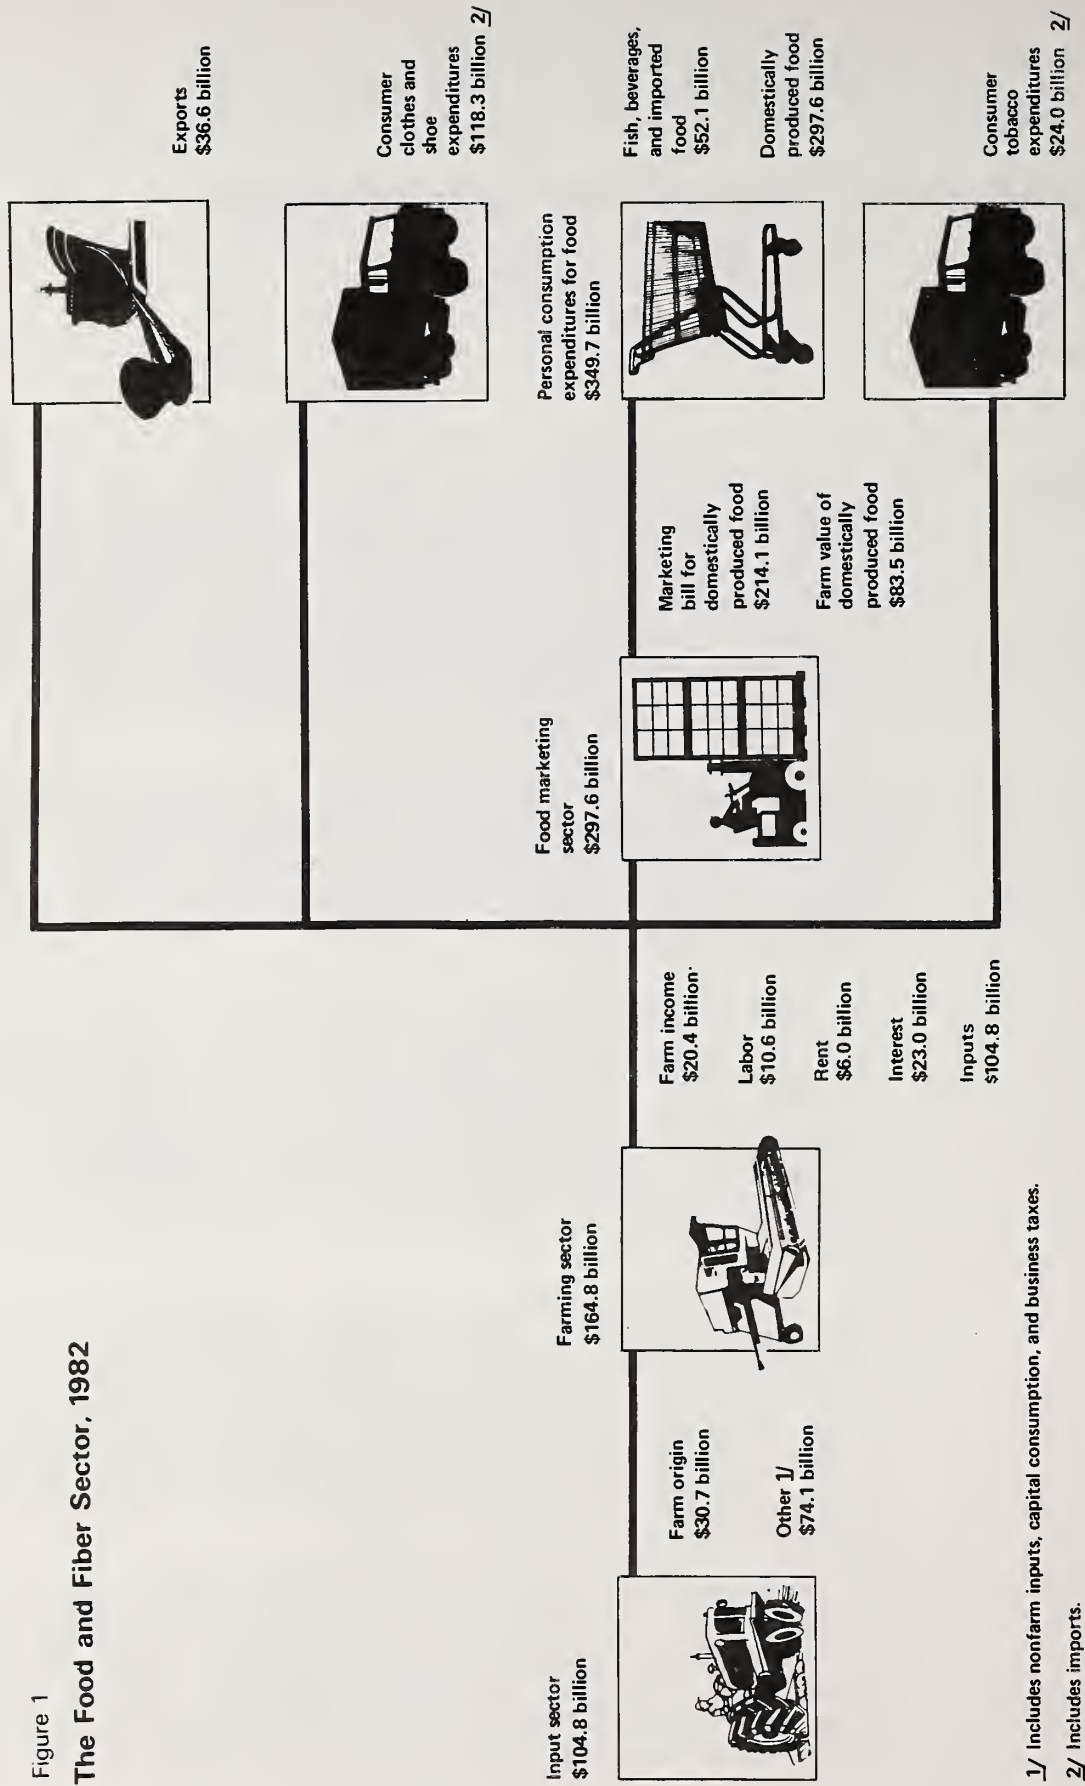 Figure 1
The Food and Fiber Sector, 1982
Input sector
$104.8 billion
Farm origin
$30.7 billion
Other 1/
$74.1 billion
Farming sector
$164.8 billion
Farm income
$20.4 billion
Labor
$10.6 billion
Rent
$6.0 billion
Interest
$23.0 billion
Inputs
$104.8 billion
Food marketing
sector
$297.6 billion
Marketing
bill for
domestically
produced food
$214.1 billion
Farm value of
domestically
produced food
$83.5 billion
Personal consumption
expenditures for food
$349.7 billion
Exports
$36.6 billion
Consumer
clothes and
shoe
expenditures
$118.3 billion 2/
Fish, beverages,
and imported
food
$52.1 billion
Domestically
produced food
$297.6 billion
Consumer
tobacco
expenditures
$24.0 billion 2/
1/ Includes nonfarm inputs, capital consumption, and business taxes.
2/ Includes imports.